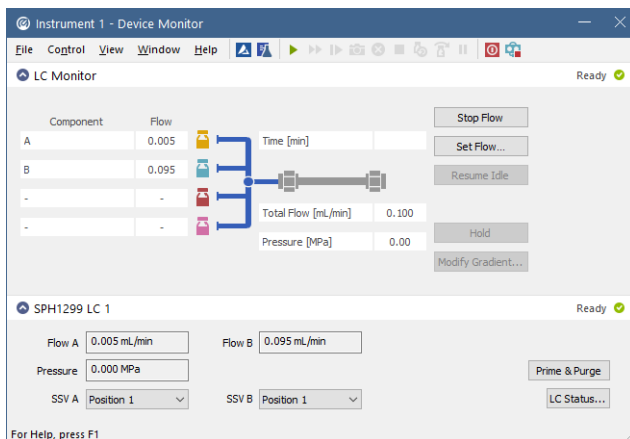 Instrument 1 - Device Monitor
File Control View Window Help
LC Monitor Ready
Component Flow
A 0.005
B 0.095
- -
- -
Time [min]
Total Flow [mL/min] 0.100
Pressure [MPa] 0.00
Stop Flow
Set Flow...
Resume Idle
Hold
Modify Gradient...
SPH1299 LC 1 Ready
Flow A 0.005 mL/min Flow B 0.095 mL/min
Pressure 0.000 MPa
Prime & Purge
SSV A Position 1 SSV B Position 1
LC Status...
For Help, press F1